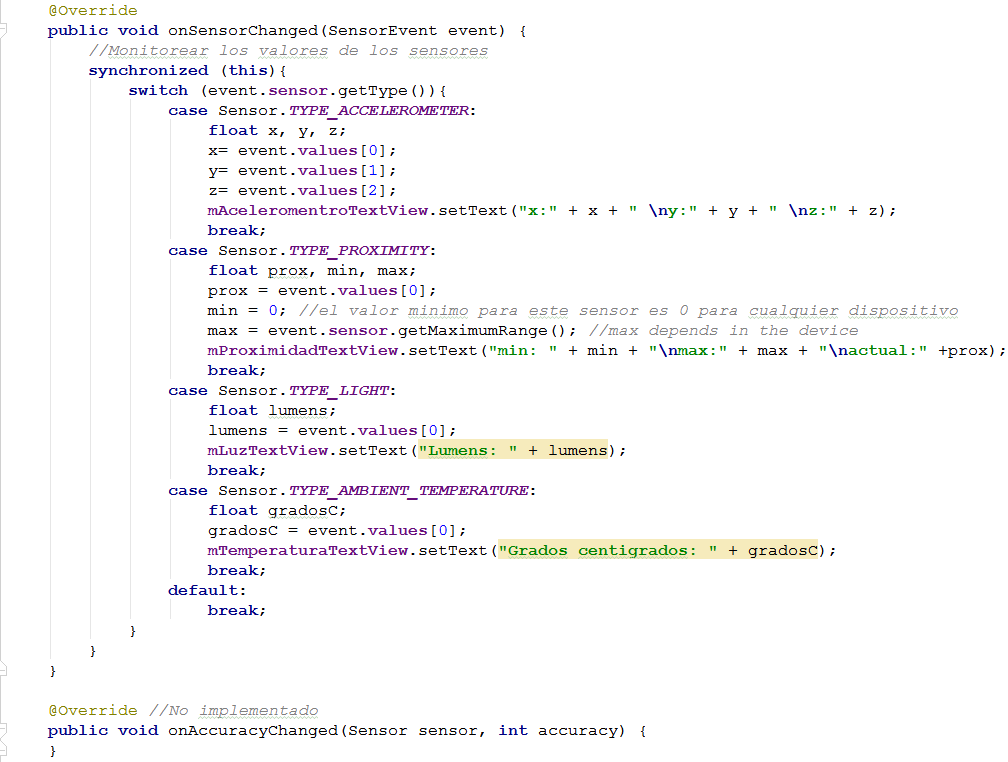 @Override
public void onSensorChanged(SensorEvent event) {
    //Monitorear los valores de los sensores
    synchronized (this){
        switch (event.sensor.getType()){
            case Sensor.TYPE_ACCELEROMETER:
                float x, y, z;
                x= event.values[0];
                y= event.values[1];
                z= event.values[2];
                mAceleromentroTextView.setText("x:" + x + " \ny:" + y + " \nz:" + z);
                break;
            case Sensor.TYPE_PROXIMITY:
                float prox, min, max;
                prox = event.values[0];
                min = 0; //el valor minimo para este sensor es 0 para cualquier dispositivo
                max = event.sensor.getMaximumRange(); //max depends in the device
                mProximidadTextView.setText("min: " + min + "\nmax:" + max + "\nactual:" +prox);
                break;
            case Sensor.TYPE_LIGHT:
                float lumens;
                lumens = event.values[0];
                mLuzTextView.setText("Lumens: " + lumens);
                break;
            case Sensor.TYPE_AMBIENT_TEMPERATURE:
                float gradosC;
                gradosC = event.values[0];
                mTemperaturaTextView.setText("Grados centigrados: " + gradosC);
                break;
            default:
                break;
        }
    }
}
@Override //No implementado
public void onAccuracyChanged(Sensor sensor, int accuracy) {
}